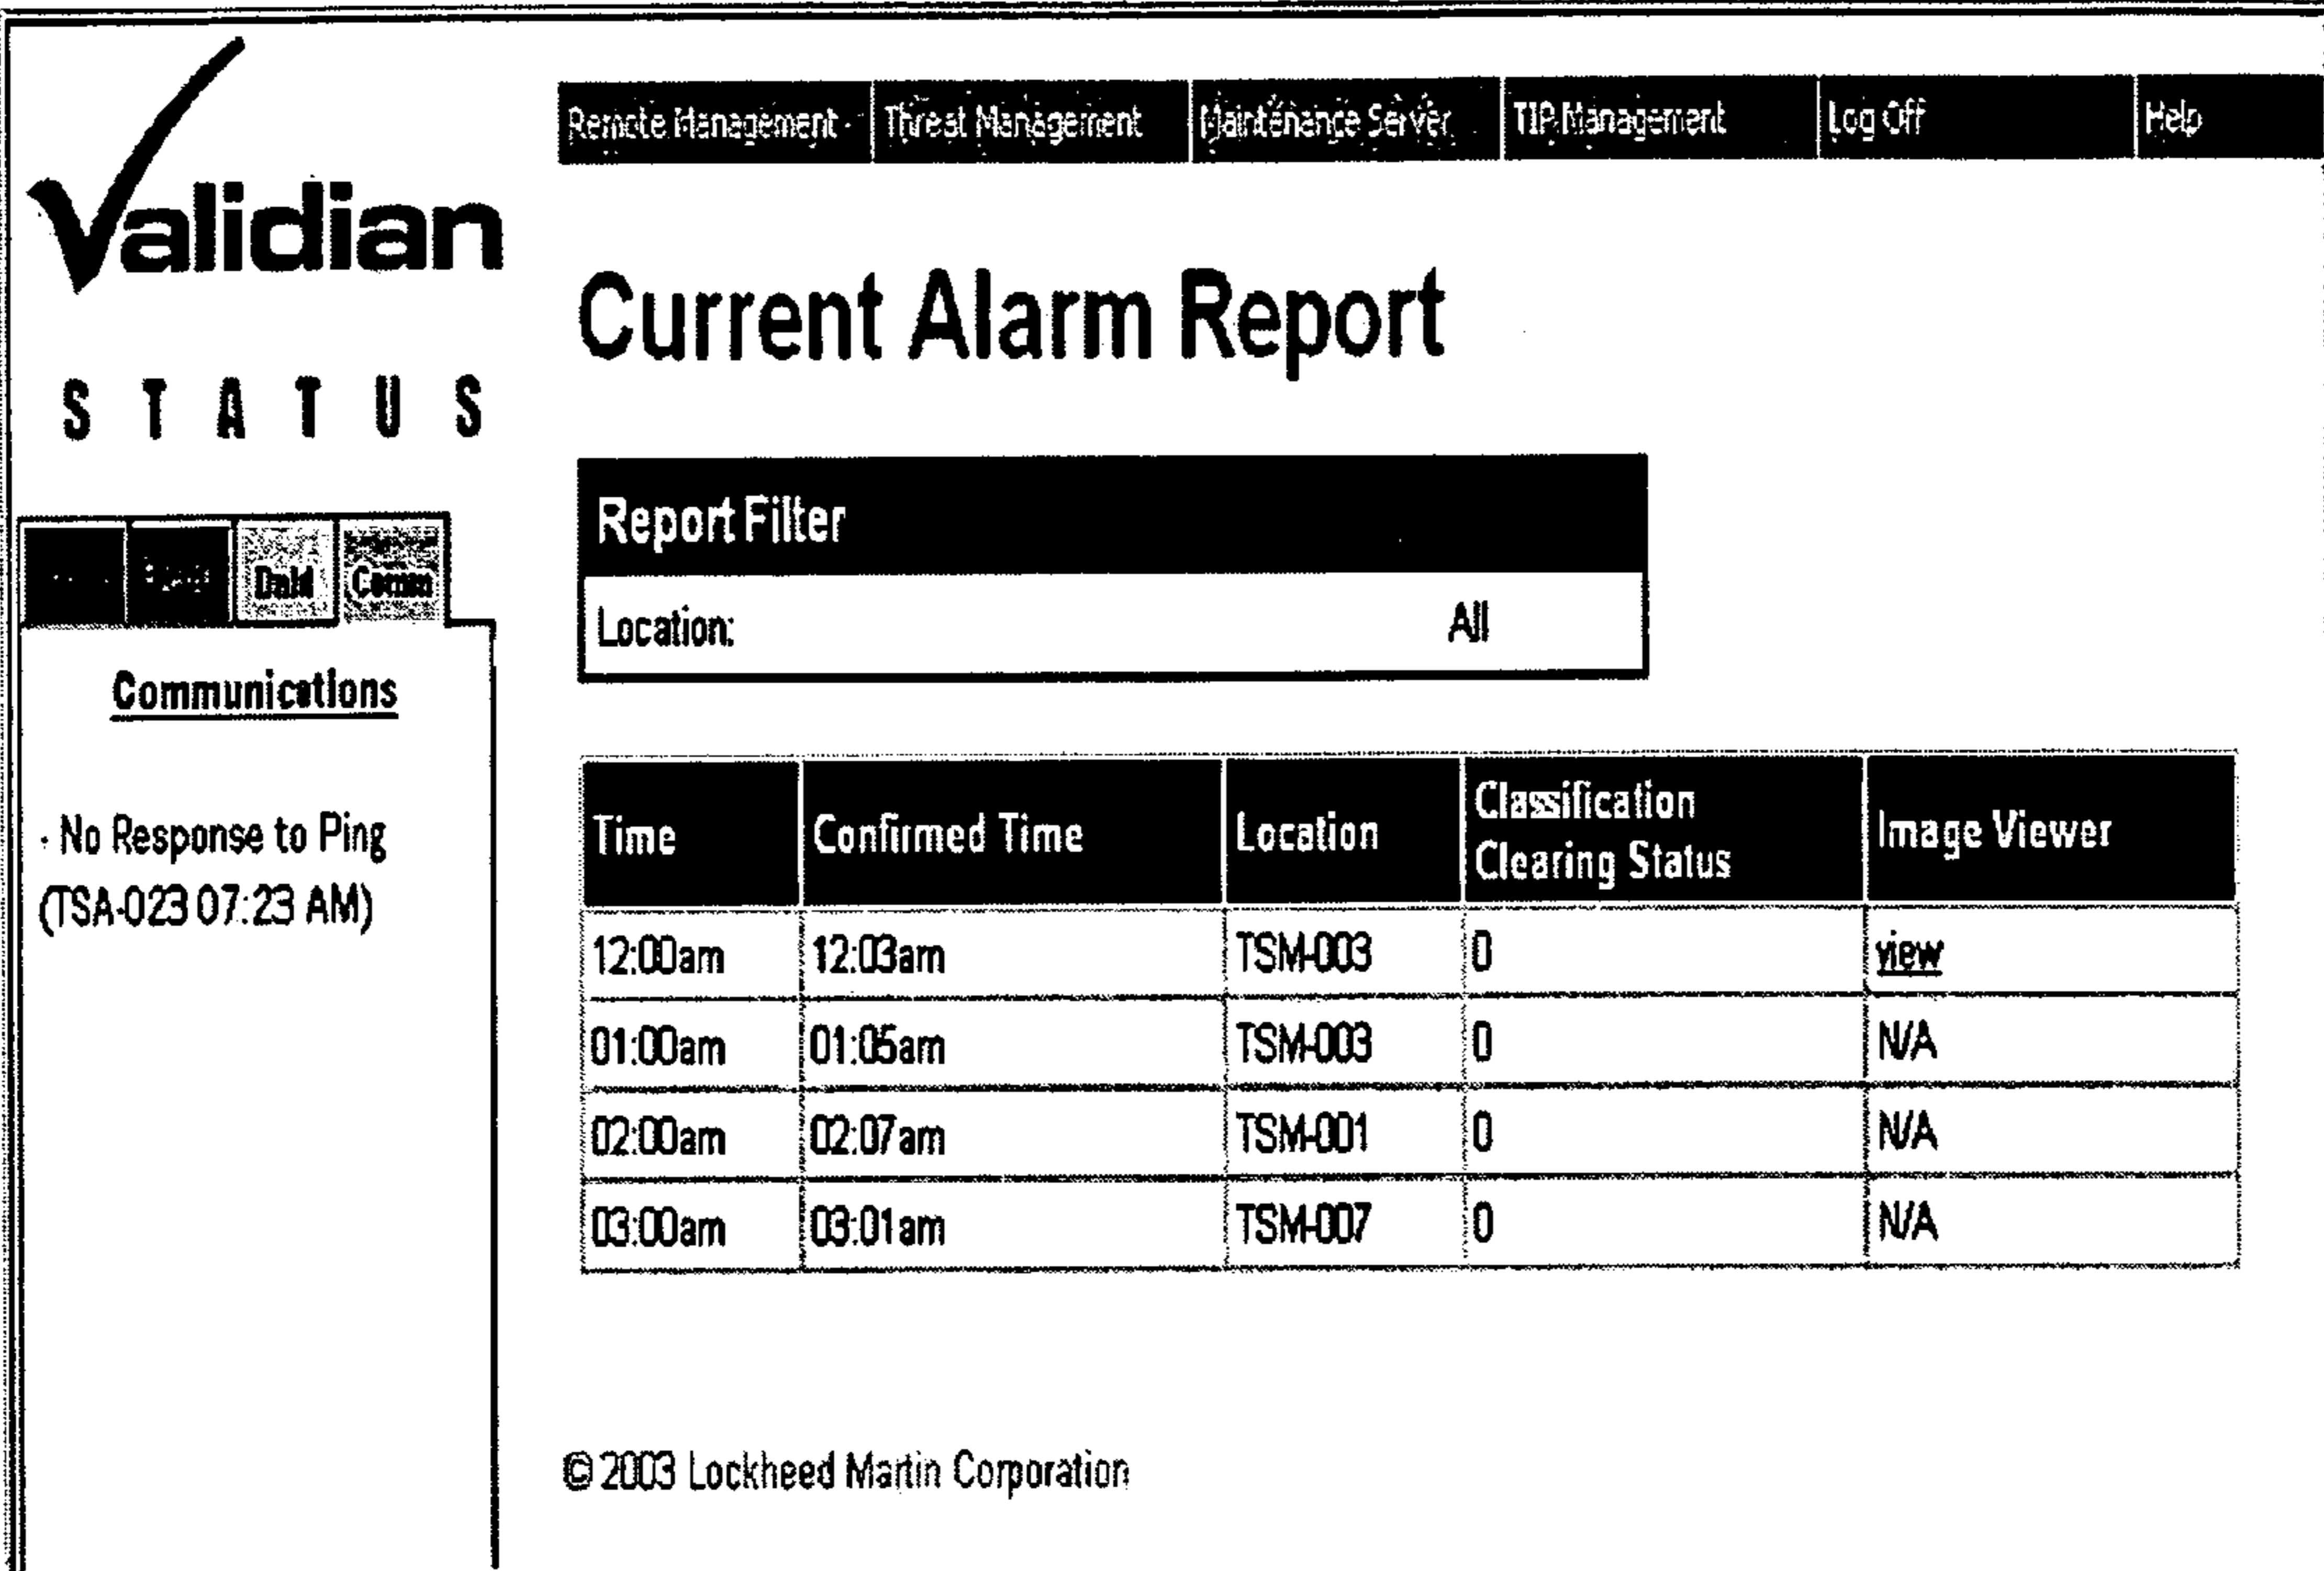 Validian
Remote Management Threat Management Maintenance Server TIP Management Log Off Help
Current Alarm Report
STATUS
Report Filter
Location: All
Dnld Comm
Communications
- No Response to Ping
(TSA-023 07:23 AM)
Time Confirmed Time Location Classification Clearing Status Image Viewer
12:00am 12:03am TSM-003 0 view
01:00am 01:05am TSM-003 0 N/A
02:00am 02:07am TSM-001 0 N/A
03:00am 03:01am TSM-007 0 N/A
© 2003 Lockheed Martin Corporation